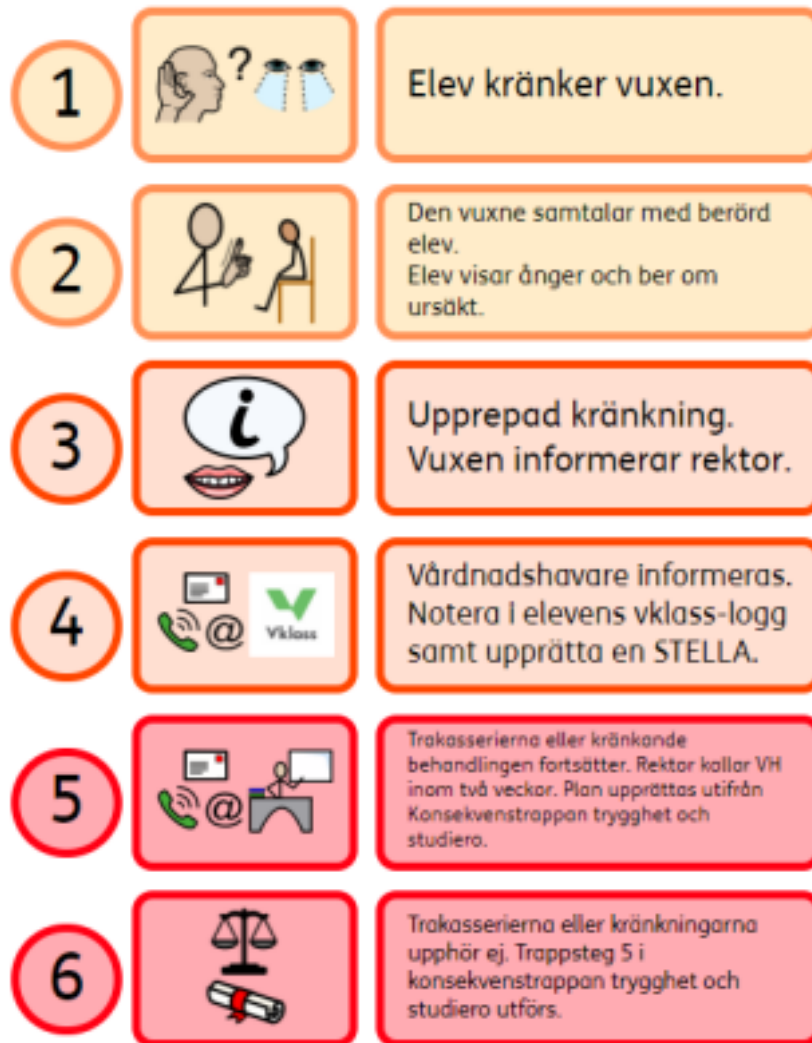 1
?
Elev kränker vuxen.
2
Den vuxne samtalar med berörd
elev.
Elev visar ånger och ber om
ursäkt.
3
i
Upprepad kränkning.
Vuxen informerar rektor.
4
@
Vklass
Vårdnadshavare informeras.
Notera i elevens vklass-logg
samt upprätta en STELLA.
5
@
Trakasserierna eller kränkande
behandlingen fortsätter. Rektor kallar VH
inom två veckor. Plan upprättas utifrån
Konsekvenstrappan trygghet och
studiero.
6
Trakasserierna eller kränkningarna
upphör ej. Trappsteg 5 i
konsekvenstrappan trygghet och
studiero utförs.